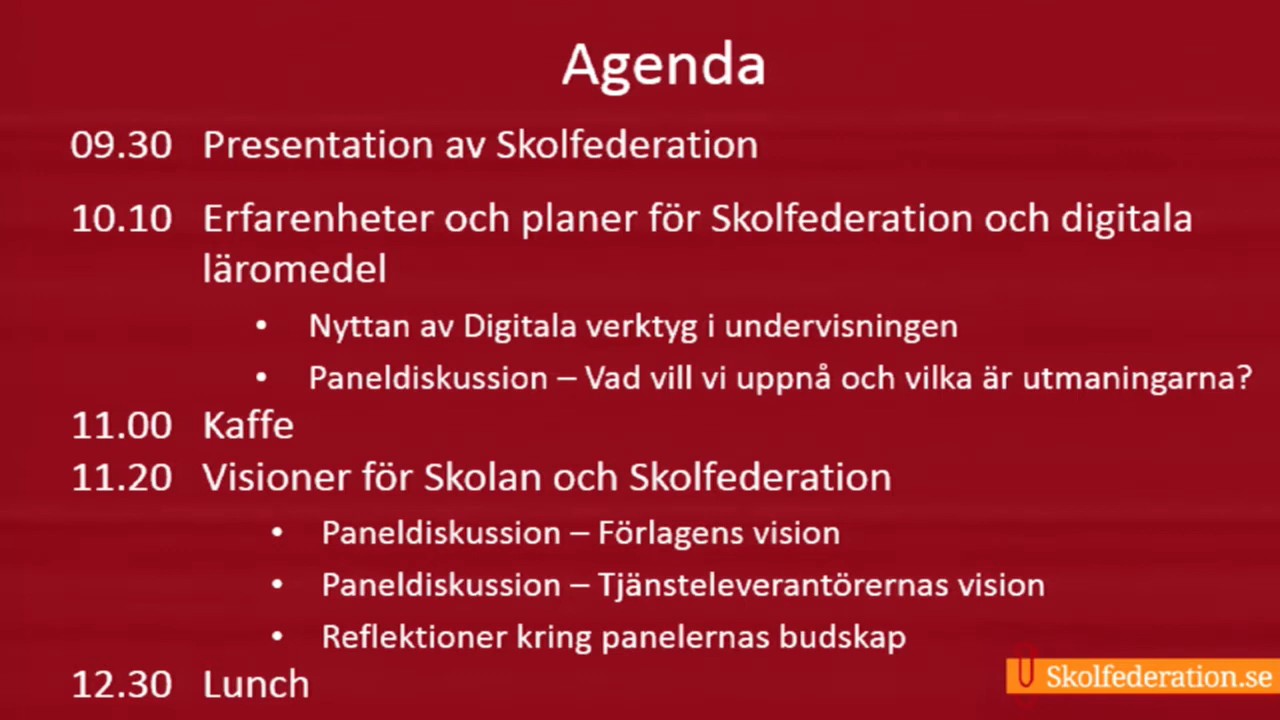 Agenda
09.30 Presentation av Skolfederation
10.10 Erfarenheter och planer för Skolfederation och digitala
läromedel
• Nyttan av Digitala verktyg i undervisningen
• Paneldiskussion – Vad vill vi uppnå och vilka är utmaningarna?
11.00 Kaffe
11.20 Visioner för Skolan och Skolfederation
• Paneldiskussion – Förlagens vision
• Paneldiskussion – Tjänsteleverantörernas vision
• Reflektioner kring panelernas budskap
12.30 Lunch
Skolfederation.se